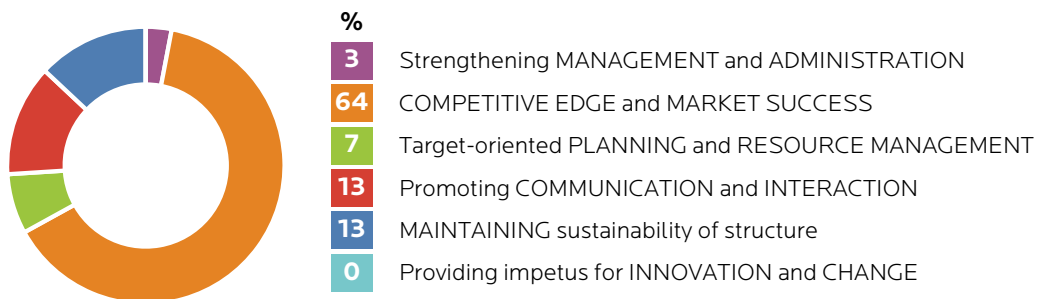 %
3 Strengthening MANAGEMENT and ADMINISTRATION
64 COMPETITIVE EDGE and MARKET SUCCESS
7 Target-oriented PLANNING and RESOURCE MANAGEMENT
13 Promoting COMMUNICATION and INTERACTION
13 MAINTAINING sustainability of structure
0 Providing impetus for INNOVATION and CHANGE